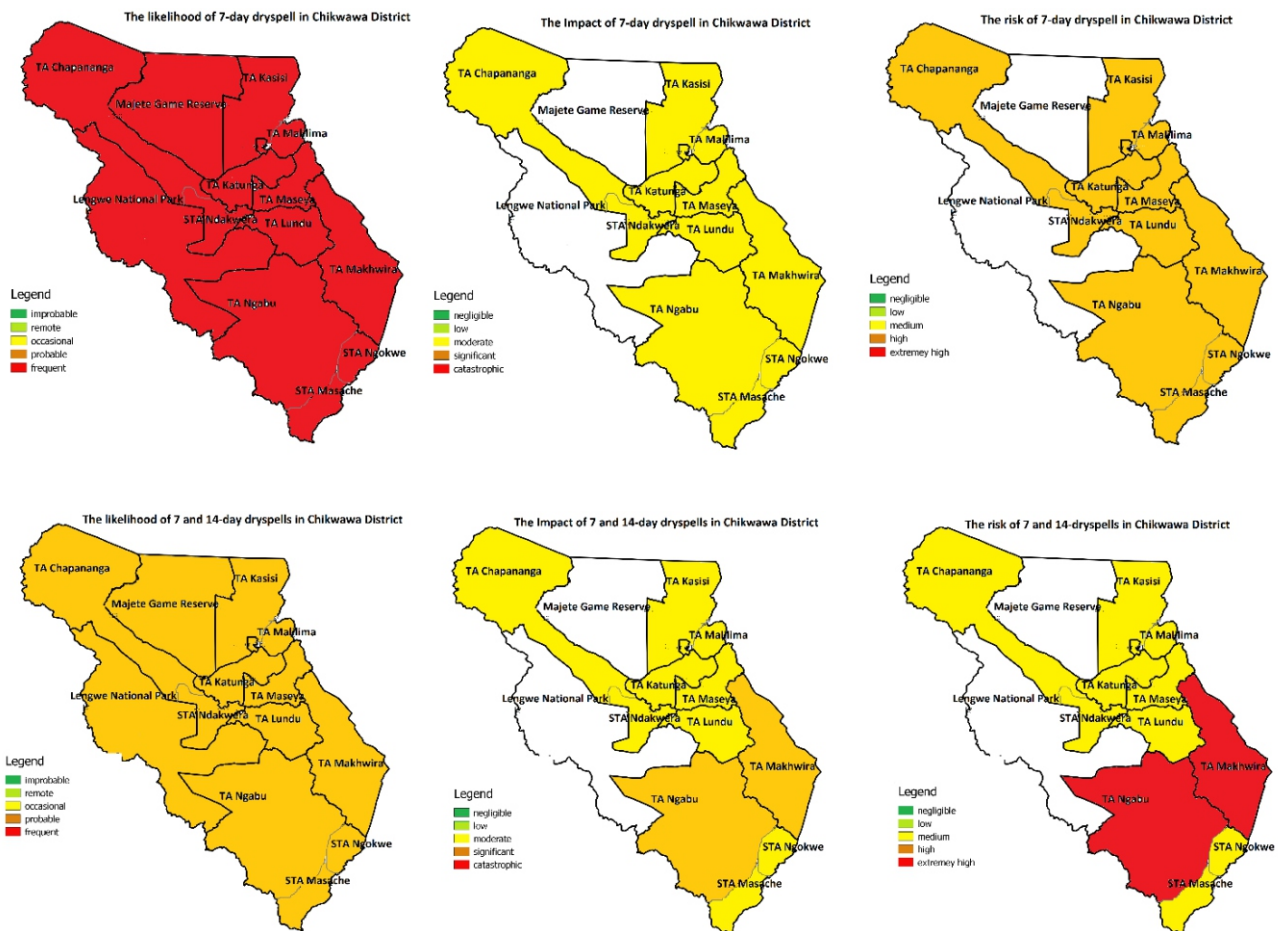 The likelihood of 7-day dryspell in Chikwawa District
TA Chapananga
TA Kasisi
Majete Game Reserve
TA Katunga
Lengwe National Park
TA Maseya
STA Ndakwera
TA Lundu
TA Makhwira
TA Ngabu
STA Ngokwe
STA Masache
Legend
improbable
remote
occasional
probable
frequent
The Impact of 7-day dryspell in Chikwawa District
TA Chapananga
TA Kasisi
Majete Game Reserve
TA Katunga
Lengwe National Park
TA Maseya
STA Ndakwera
TA Lundu
TA Makhwira
TA Ngabu
STA Ngokwe
STA Masache
Legend
negligible
low
moderate
significant
catastrophic
The risk of 7-day dryspell in Chikwawa District
TA Chapananga
TA Kasisi
Majete Game Reserve
TA Katunga
Lengwe National Park
TA Maseya
STA Ndakwera
TA Lundu
TA Makhwira
TA Ngabu
STA Ngokwe
STA Masache
Legend
negligible
low
medium
high
extremey high
The likelihood of 7 and 14-day dryspells in Chikwawa District
TA Chapananga
TA Kasisi
Majete Game Reserve
TA Katunga
Lengwe National Park
TA Maseya
STA Ndakwera
TA Lundu
TA Makhwira
TA Ngabu
STA Ngokwe
STA Masache
Legend
improbable
remote
occasional
probable
frequent
The Impact of 7 and 14-day dryspells in Chikwawa District
TA Chapananga
TA Kasisi
Majete Game Reserve
TA Katunga
Lengwe National Park
TA Maseya
STA Ndakwera
TA Lundu
TA Makhwira
TA Ngabu
STA Ngokwe
STA Masache
Legend
negligible
low
moderate
significant
catastrophic
The risk of 7 and 14-dryspells in Chikwawa District
TA Chapananga
TA Kasisi
Majete Game Reserve
TA Katunga
Lengwe National Park
TA Maseya
STA Ndakwera
TA Lundu
TA Makhwira
TA Ngabu
STA Ngokwe
STA Masache
Legend
negligible
low
medium
high
extremey high